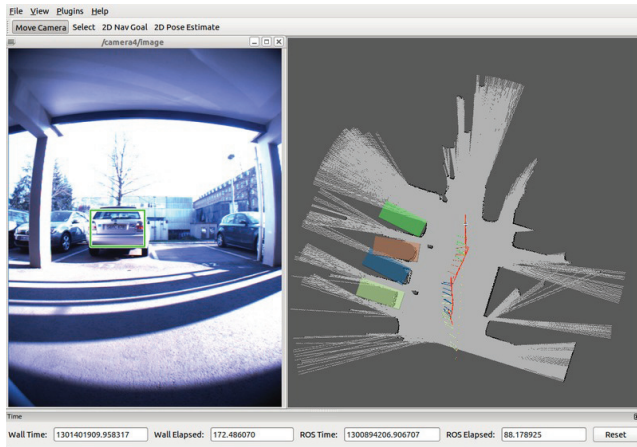 File View Plugins Help
Move Camera Select 2D Nav Goal 2D Pose Estimate
/camera4/image
Time
Wall Time: 1301401909.958317 Wall Elapsed: 172.486070 ROS Time: 1300894206.906707 ROS Elapsed: 88.178925 Reset